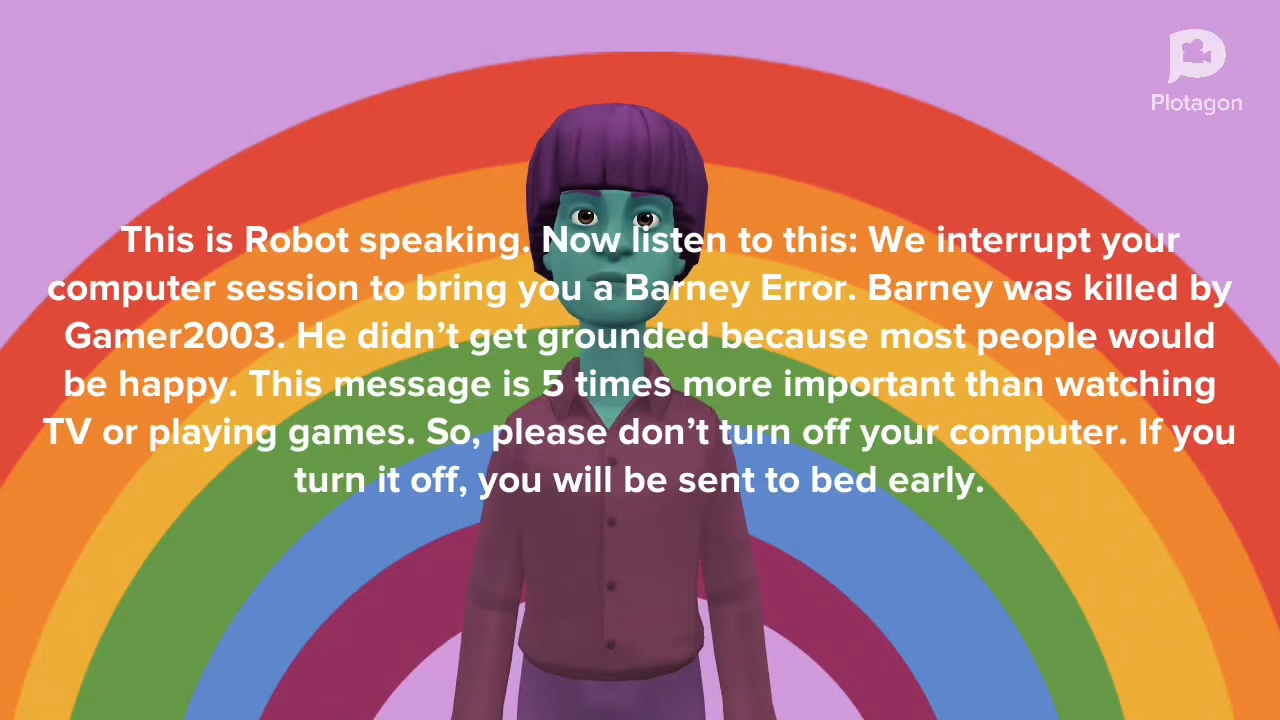 Plotagon
This is Robot speaking. Now listen to this: We interrupt your
computer session to bring you a Barney Error. Barney was killed by
Gamer2003. He didn’t get grounded because most people would
be happy. This message is 5 times more important than watching
TV or playing games. So, please don’t turn off your computer. If you
turn it off, you will be sent to bed early.